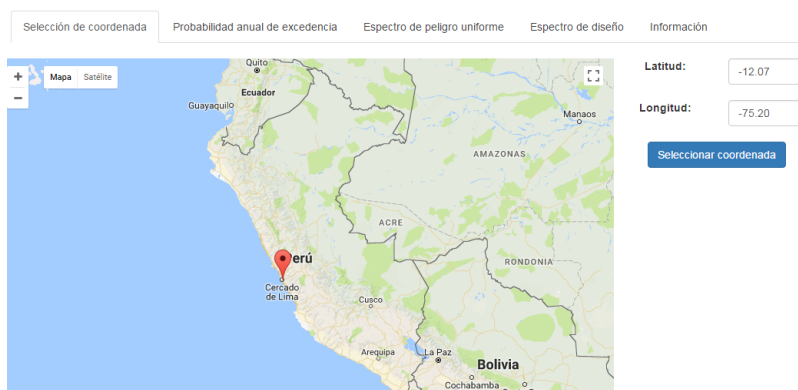 Selección de coordenada
Probabilidad anual de excedencia
Espectro de peligro uniforme
Espectro de diseño
Información
+
−
Mapa
Satélite
Quito
Ecuador
Guayaquil
Manaos
AMAZONAS
ACRE
RONDONIA
erú
Cercado
de Lima
Cusco
Arequipa
La Paz
Bolivia
Cochabamba
Latitud:
-12.07
Longitud:
-75.20
Seleccionar coordenada